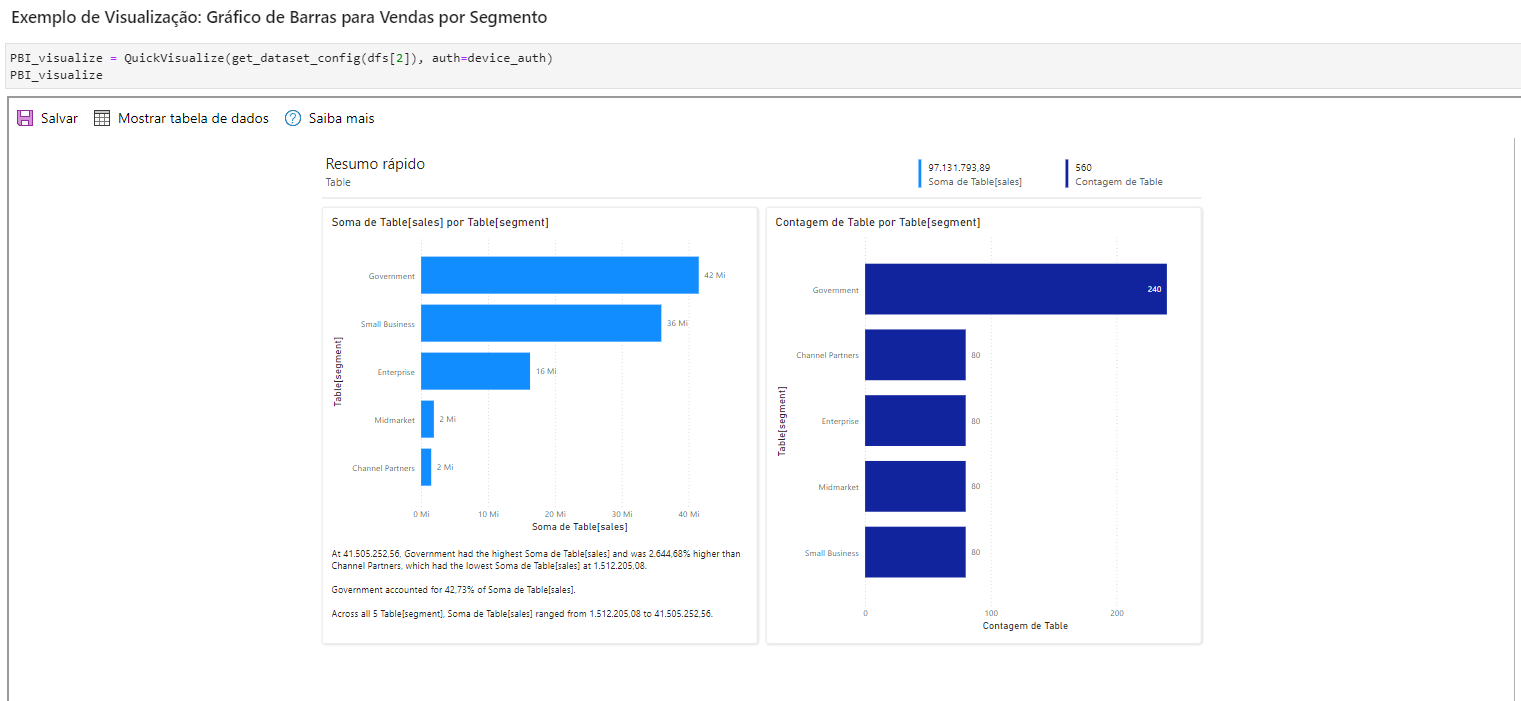 Exemplo de Visualização: Gráfico de Barras para Vendas por Segmento
PBI_visualize = QuickVisualize(get_dataset_config(dfs[2]), auth=device_auth)
PBI_visualize
Salvar Mostrar tabela de dados Saiba mais
Resumo rápido
Table
97.131.793,89
Soma de Table[sales]
560
Contagem de Table
Soma de Table[sales] por Table[segment]
Table[segment]
Government 42 Mi
Small Business 36 Mi
Enterprise 16 Mi
Midmarket 2 Mi
Channel Partners 2 Mi
0 Mi 10 Mi 20 Mi 30 Mi 40 Mi
Soma de Table[sales]
At 41.505.252,56, Government had the highest Soma de Table[sales] and was 2.644,68% higher than
Channel Partners, which had the lowest Soma de Table[sales] at 1.512.205,08.
Government accounted for 42,73% of Soma de Table[sales].
Across all 5 Table[segment], Soma de Table[sales] ranged from 1.512.205,08 to 41.505.252,56.
Contagem de Table por Table[segment]
Table[segment]
Government 240
Channel Partners 80
Enterprise 80
Midmarket 80
Small Business 80
0 100 200
Contagem de Table